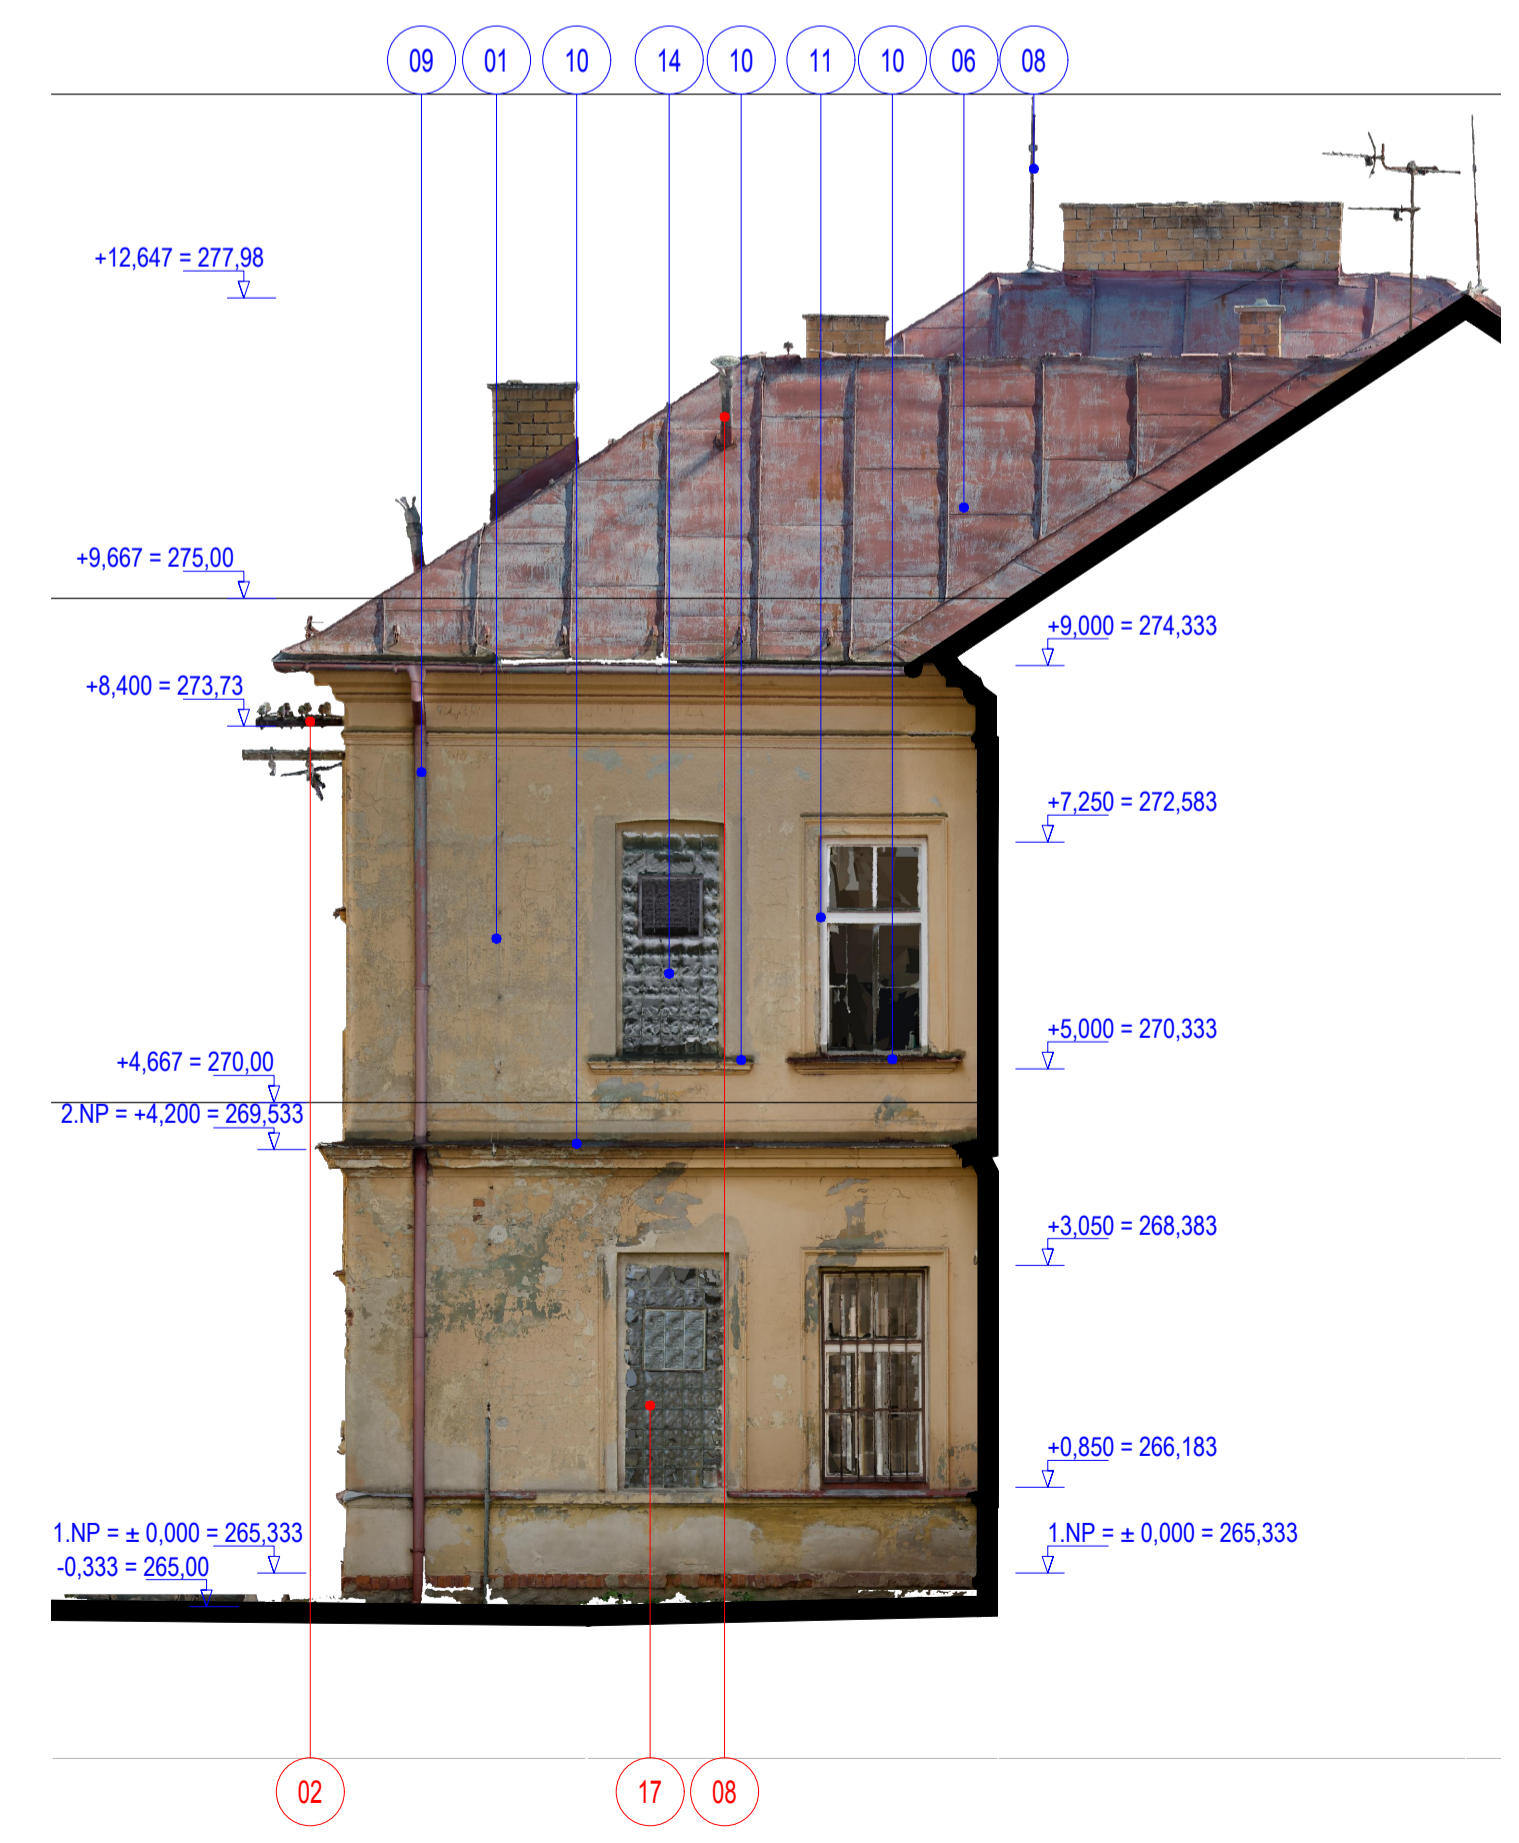 09 01 10 14 10 11 10 06 08
+12,647 = 277,98
+9,667 = 275,00
+9,000 = 274,333
+8,400 = 273,73
+7,250 = 272,583
+5,000 = 270,333
+4,667 = 270,00
2.NP = +4,200 = 269,533
+3,050 = 268,383
+0,850 = 266,183
1.NP = ± 0,000 = 265,333
1.NP = ± 0,000 = 265,333
-0,333 = 265,00
02 17 08